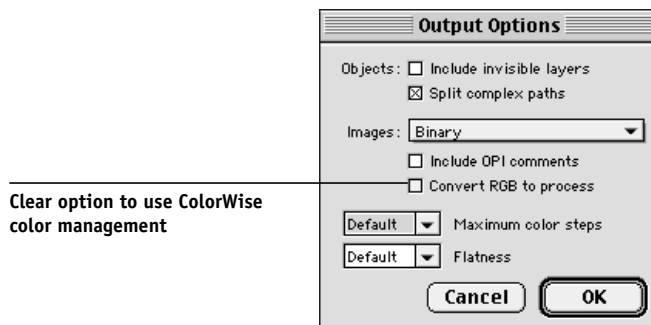 Output Options
Objects: Include invisible layers
Split complex paths
Images: Binary
Include OPI comments
Convert RGB to process
Clear option to use ColorWise
color management
Default Maximum color steps
Default Flatness
Cancel OK